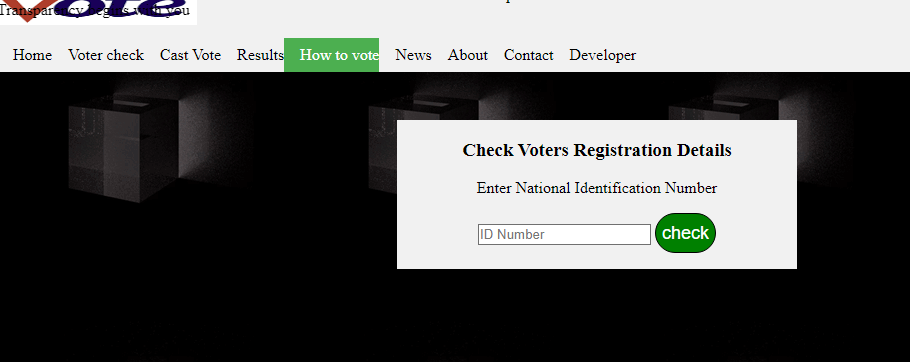 vote
Transparency begins with you
Home Voter check Cast Vote Results How to vote News About Contact Developer
Check Voters Registration Details
Enter National Identification Number
ID Number check